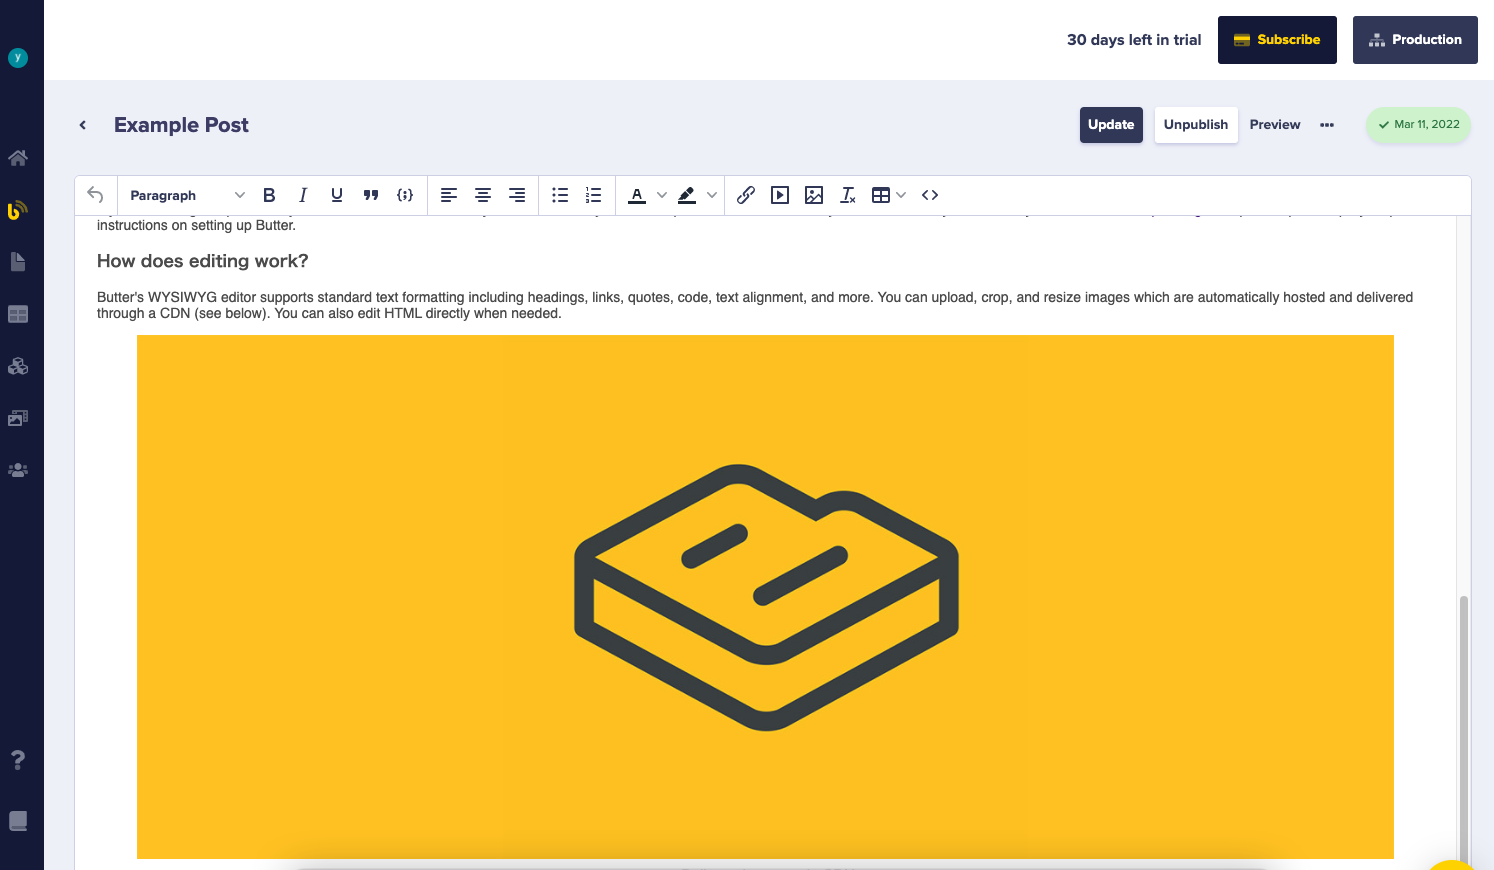 y
30 days left in trial
Subscribe
Production
Example Post
Update
Unpublish
Preview
Mar 11, 2022
Paragraph
instructions on setting up Butter.
How does editing work?
Butter's WYSIWYG editor supports standard text formatting including headings, links, quotes, code, text alignment, and more. You can upload, crop, and resize images which are automatically hosted and delivered
through a CDN (see below). You can also edit HTML directly when needed.